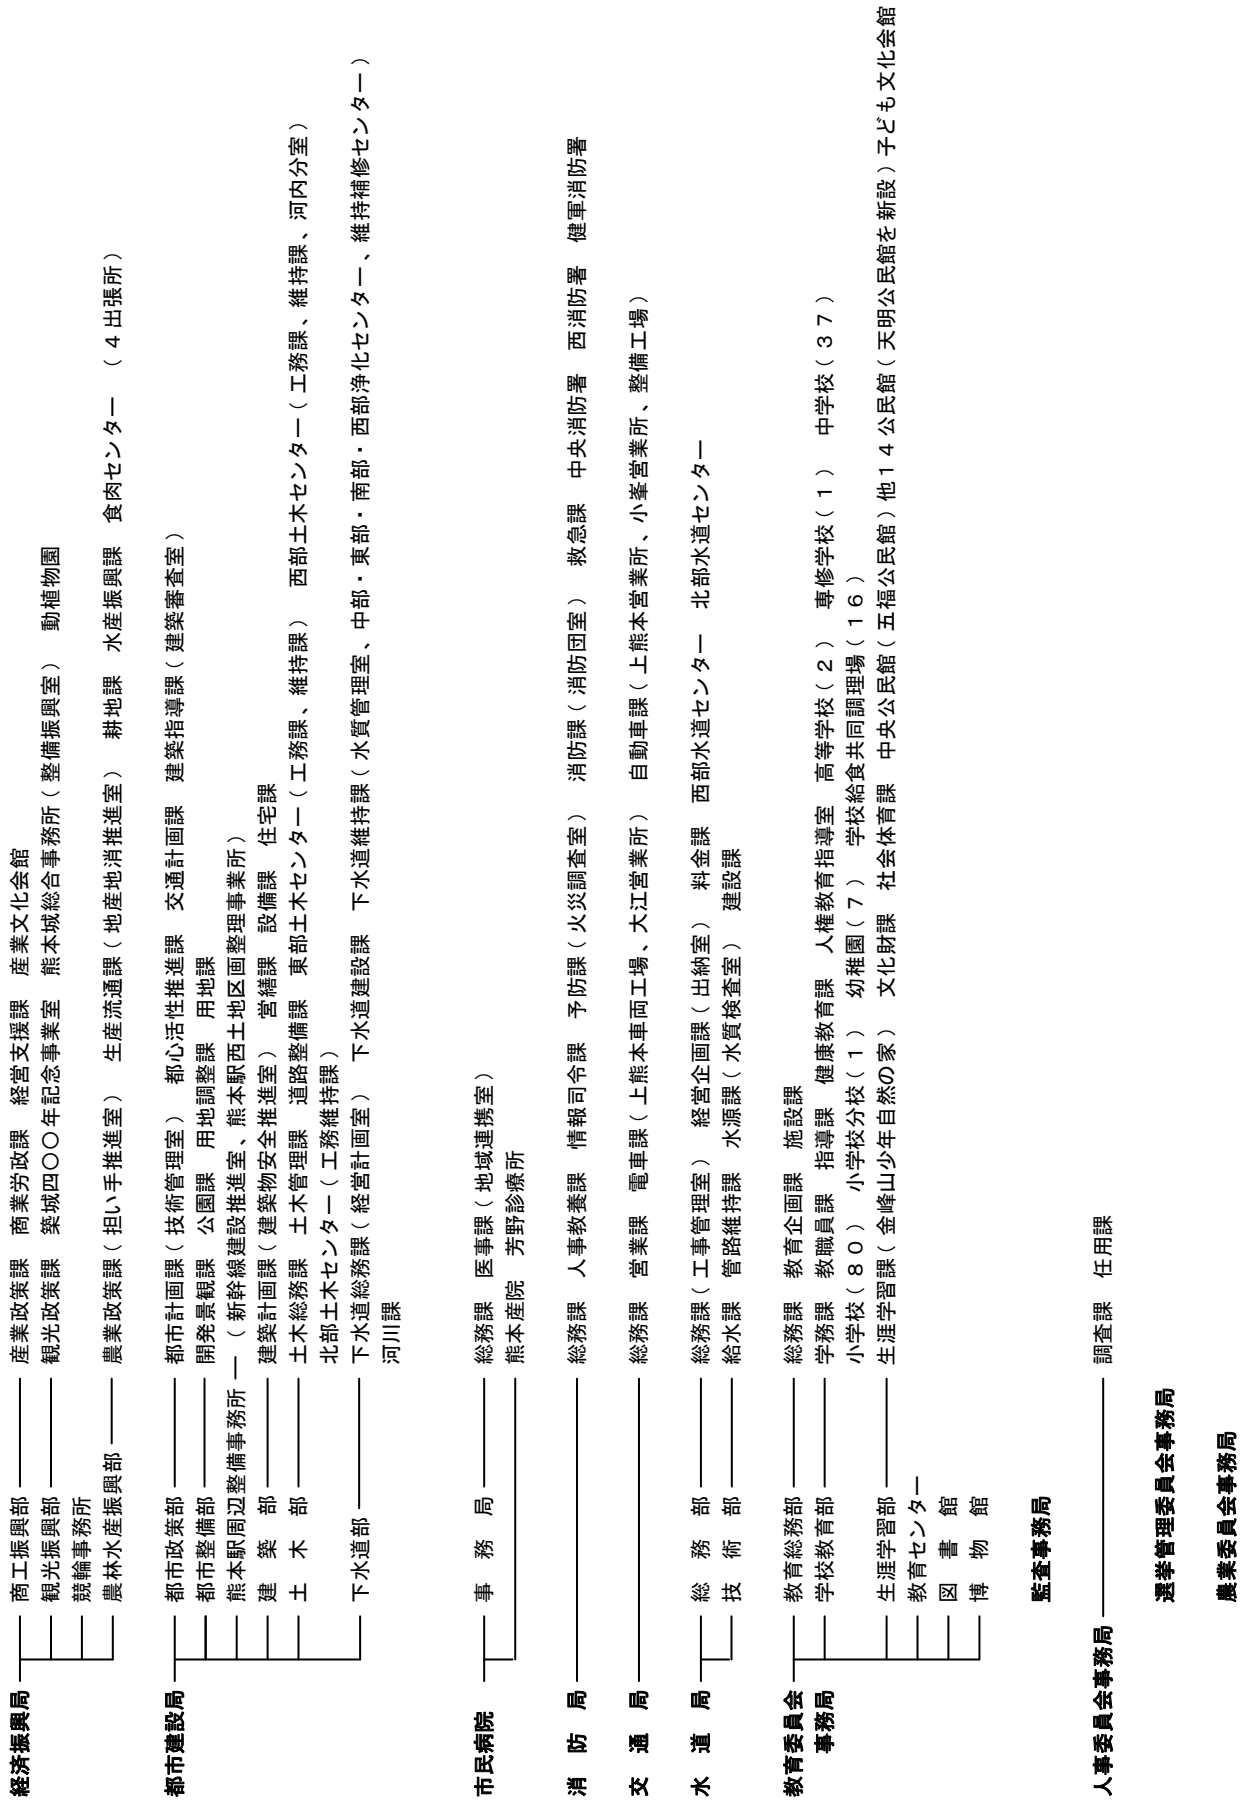 経済振興局 商工振興部 産業政策課 商業労政課 経営支援課 産業文化会館
観光振興部 観光政策課 築城四〇〇年記念事業室 熊本城総合事務所(整備振興室) 動植物園
競輪事務所
農林水産振興部 農業政策課(担い手推進室) 生産流通課(地産地消推進室) 耕地課 水産振興課 食肉センター (4出張所)
都市建設局 都市政策部 都市計画課(技術管理室) 都心活性推進課 交通計画課 建築指導課(建築審査室)
都市整備部 開発景観課 公園課 用地調整課 用地課
熊本駅周辺整備事務所 (新幹線建設推進室、熊本駅西土地区画整理事業所)
建築部 建築計画課(建築物安全推進室) 営繕課 設備課 住宅課
土木部 土木総務課 土木管理課 道路整備課 東部土木センター(工務課、維持課) 西部土木センター(工務課、維持課、河内分室)
北部土木センター(工務維持課)
下水道部 下水道総務課(経営計画室) 下水道建設課 下水道維持課(水質管理室、中部・東部・南部・西部浄化センター、維持補修センター)
河川課
市民病院 事務局 総務課 医事課(地域連携室)
熊本産院 芳野診療所
消防局 総務課 人事教養課 情報司令課 予防課(火災調査室) 消防課(消防団室) 救急課 中央消防署 西消防署 健軍消防署
交通局 総務課 営業課 電車課(上熊本車両工場、大江営業所) 自動車課(上熊本営業所、小峯営業所、整備工場)
水道局 総務部 総務課(工事管理室) 経営企画課(出納室) 料金課 西部水道センター 北部水道センター
技術部 給水課 管路維持課 水源課(水質検査室) 建設課
教育委員会 教育総務部 総務課 教育企画課 施設課
事務局 学校教育部 学務課 教職員課 指導課 健康教育課 人権教育指導室 高等学校(2) 専修学校(1) 中学校(37)
小学校(80) 小学校分校(1) 幼稚園(7) 学校給食共同調理場(16)
生涯学習部 生涯学習課(金峰山少年自然の家) 文化財課 社会体育課 中央公民館(五福公民館)他14公民館(天明公民館を新設)子ども文化会館
教育センター
図書館
博物館
監査事務局
人事委員会事務局 調査課 任用課
選挙管理委員会事務局
農業委員会事務局